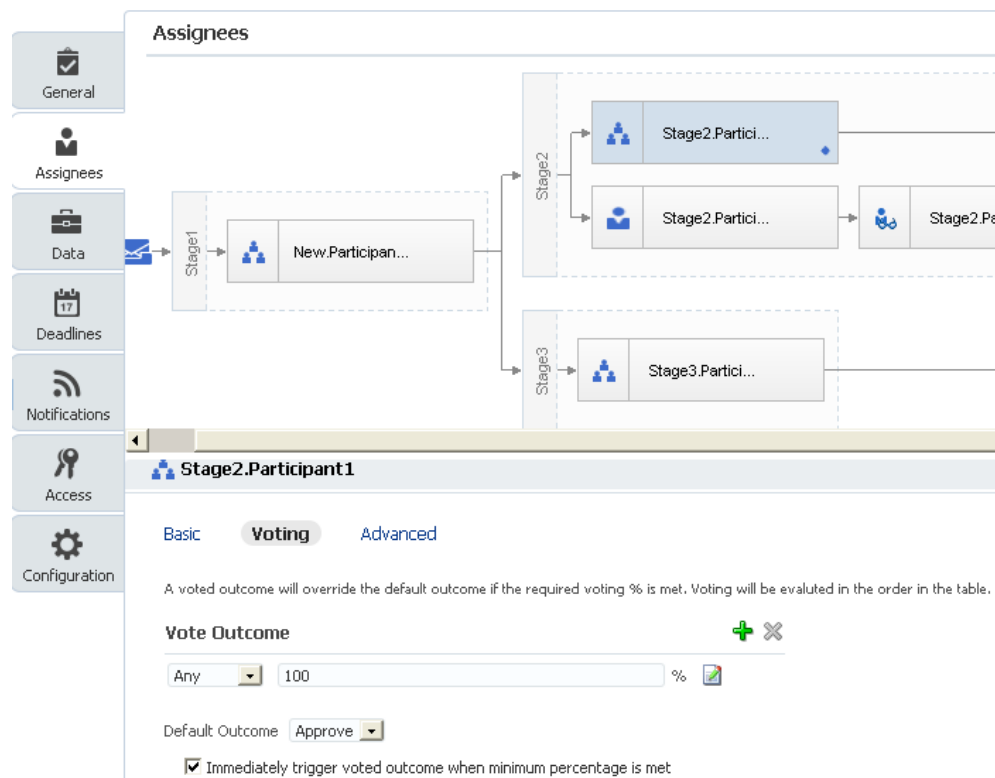 Assignees
General
Assignees
Data
17
Deadlines
Notifications
Access
Configuration
Stage1
New.Participan...
Stage2
Stage2.Partici...
Stage2.Partici...
Stage2.Pa
Stage3
Stage3.Partici...
Stage2.Participant1
Basic Voting Advanced
A voted outcome will override the default outcome if the required voting % is met. Voting will be evaluted in the order in the table.
Vote Outcome
Any 100 %
Default Outcome Approve
Immediately trigger voted outcome when minimum percentage is met